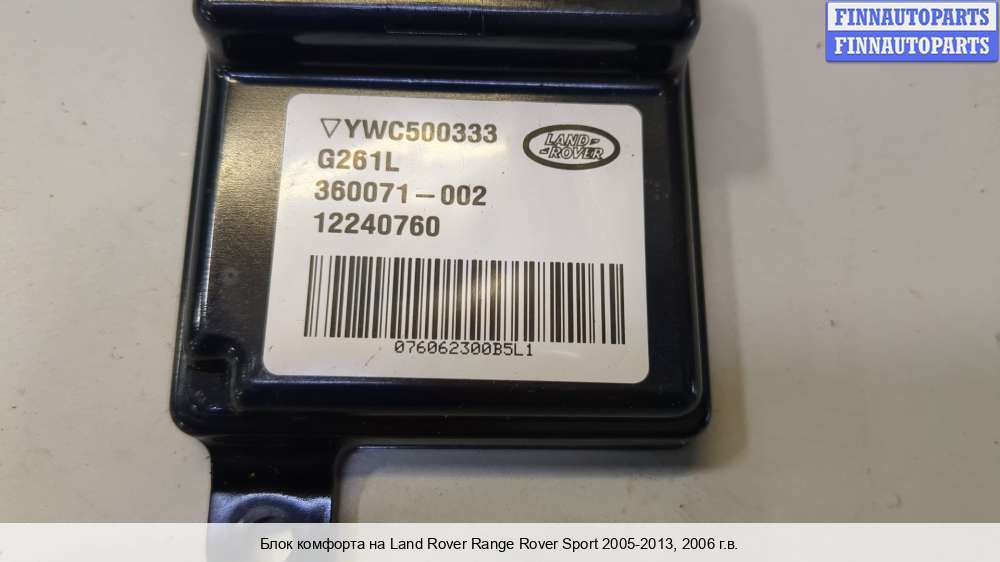 FINNAUTOPARTS
FINNAUTOPARTS
▽YWC500333
LAND
ROVER
G261L
360071-002
12240760
076062300B5L1
Блок комфорта на Land Rover Range Rover Sport 2005-2013, 2006 г.в.